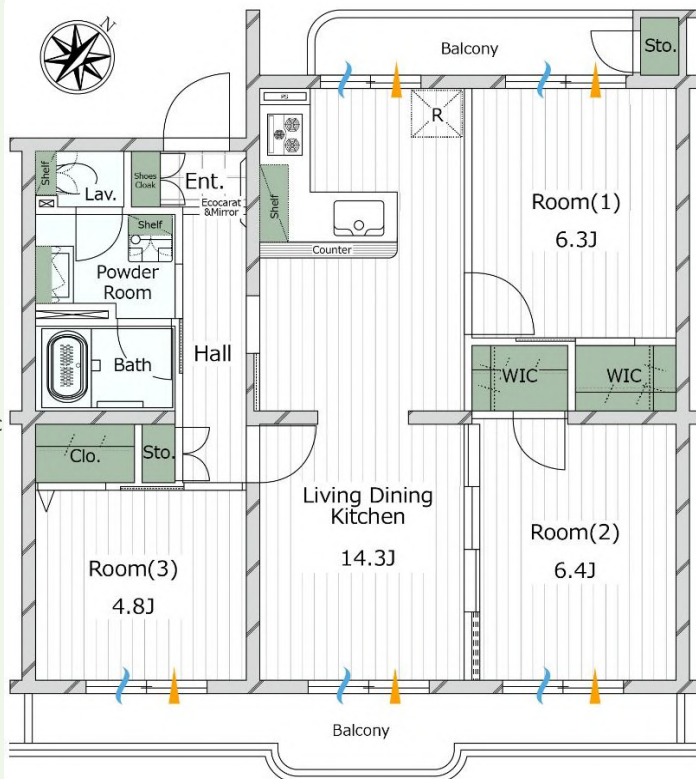 N
Balcony
Sto.
PS
R
Shelf
Lav.
Shoes
Cloak
Ent.
Ecocarat
&Mirror
Shelf
Shelf
Room(1)
6.3J
Counter
Powder
Room
Hall
Bath
WIC
WIC
Clo.
Sto.
Living Dining
Kitchen
14.3J
Room(2)
6.4J
Room(3)
4.8J
Balcony